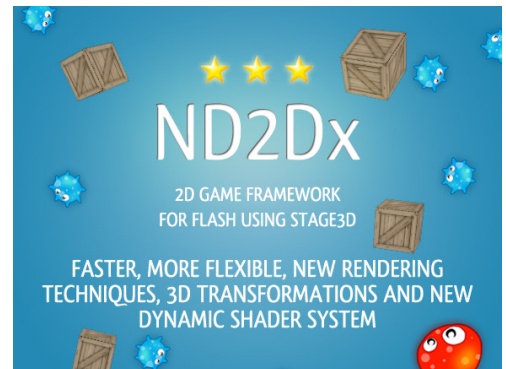 ND2Dx
2D GAME FRAMEWORK
FOR FLASH USING STAGE3D
FASTER, MORE FLEXIBLE, NEW RENDERING
TECHNIQUES, 3D TRANSFORMATIONS AND NEW
DYNAMIC SHADER SYSTEM